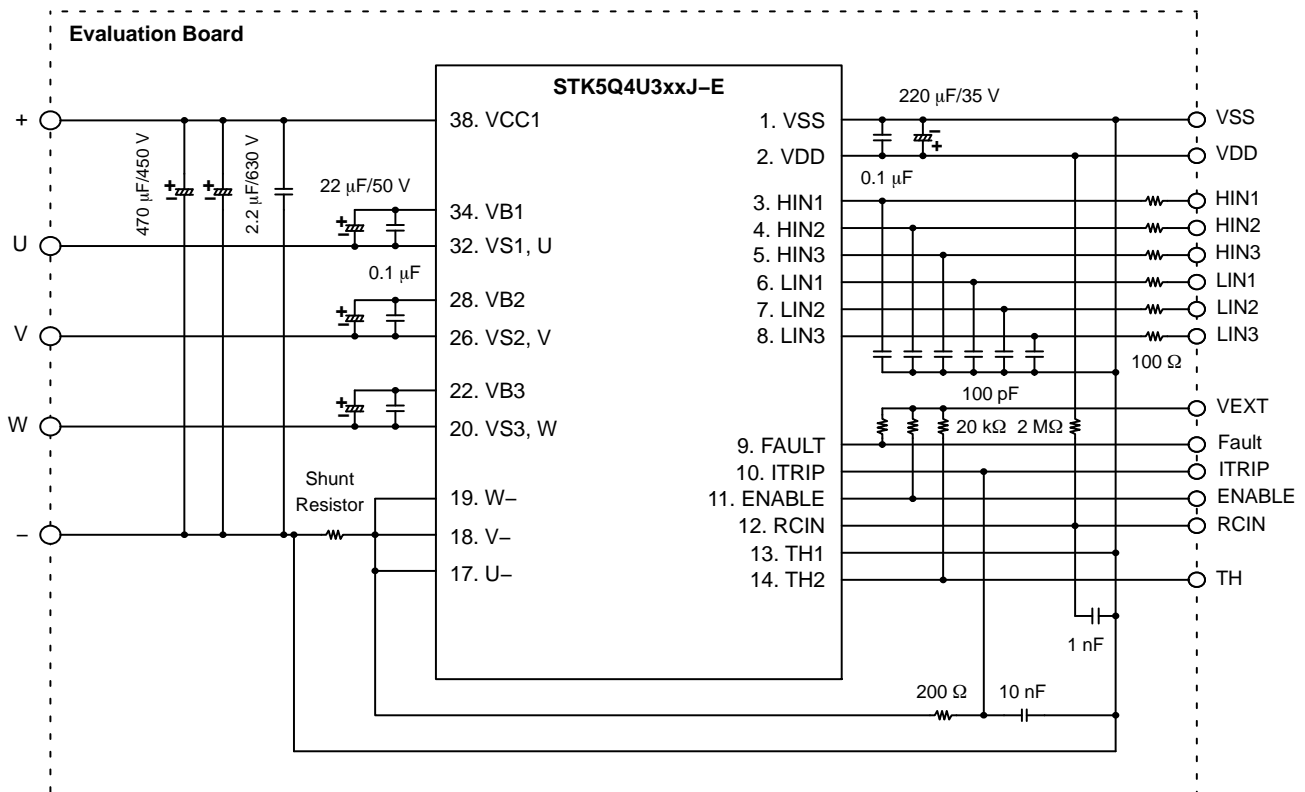 Evaluation Board
STK5Q4U3xxJ−E
+
U
V
W
−
470 μF/450 V
2.2 μF/630 V
22 μF/50 V
0.1 μF
+
−
+
−
+
−
+
−
+
−
Shunt
Resistor
38. VCC1
34. VB1
32. VS1, U
28. VB2
26. VS2, V
22. VB3
20. VS3, W
19. W−
18. V−
17. U−
1. VSS
2. VDD
3. HIN1
4. HIN2
5. HIN3
6. LIN1
7. LIN2
8. LIN3
9. FAULT
10. ITRIP
11. ENABLE
12. RCIN
13. TH1
14. TH2
220 μF/35 V
−
+
0.1 μF
100 Ω
100 pF
20 kΩ
2 MΩ
1 nF
200 Ω
10 nF
VSS
VDD
HIN1
HIN2
HIN3
LIN1
LIN2
LIN3
VEXT
Fault
ITRIP
ENABLE
RCIN
TH